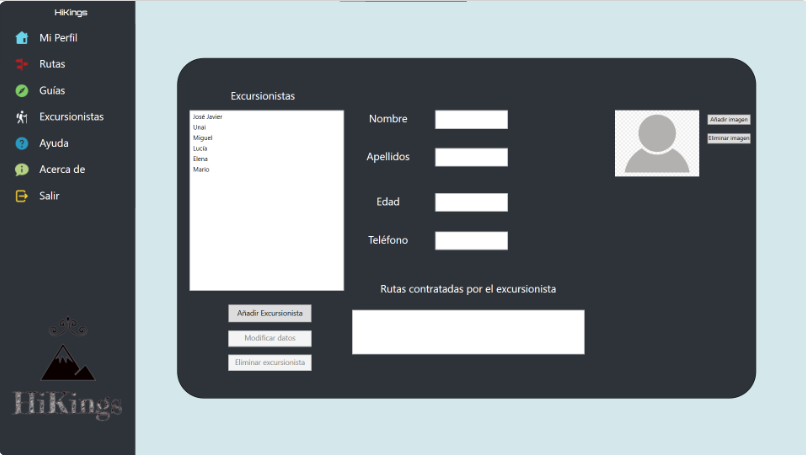 HiKings
Mi Perfil
Rutas
Guías
Excursionistas
Ayuda
Acerca de
Salir
HiKings
Excursionistas
José Javier
Unai
Miguel
Lucía
Elena
Mario
Añadir Excursionista
Modificar datos
Eliminar excursionista
Nombre
Apellidos
Edad
Teléfono
Rutas contratadas por el excursionista
Añadir imagen
Eliminar imagen